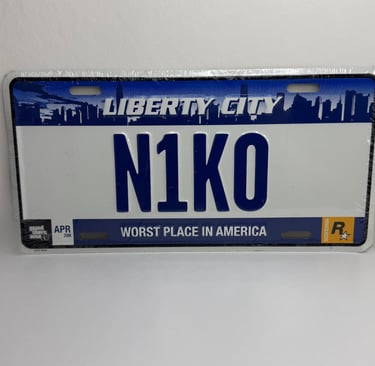 LIBERTY CITY
N1KO
APR
WORST PLACE IN AMERICA
R